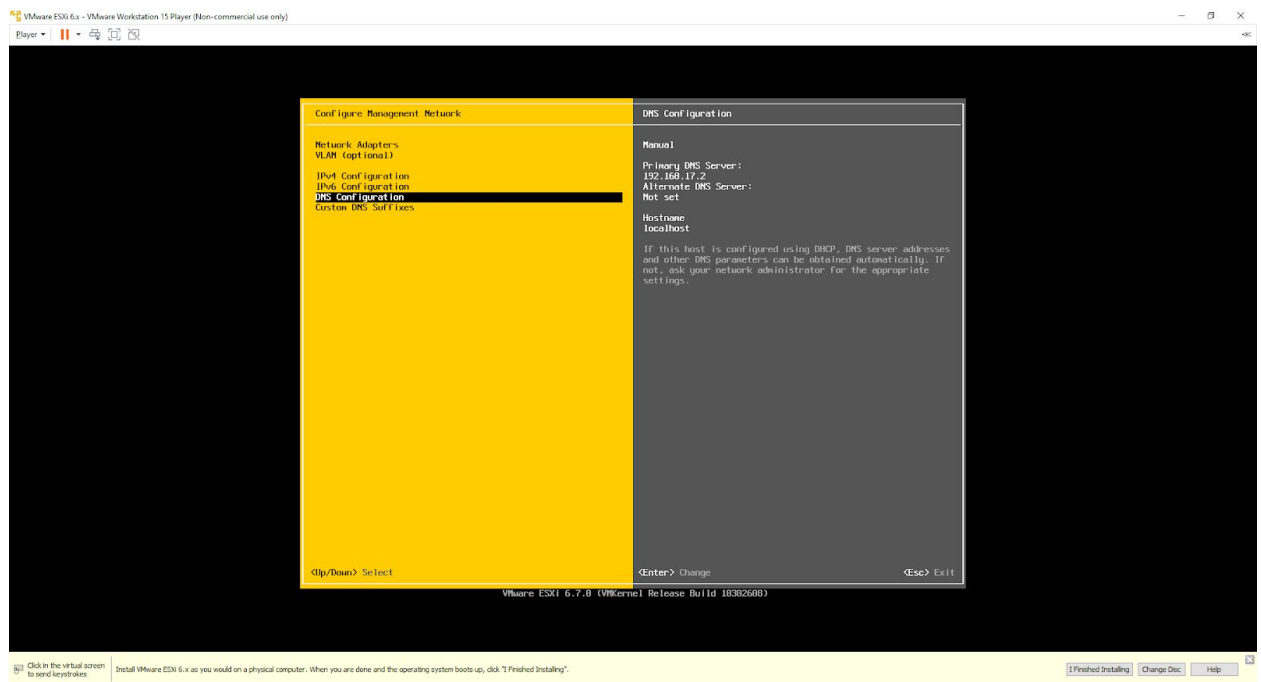 VMware ESXi 6.x - VMware Workstation 15 Player (Non-commercial use only)
Player
Configure Management Network
Network Adapters
VLAN (optional)
IPv4 Configuration
IPv6 Configuration
DNS Configuration
Custom DNS Suffixes
<Up/Down> Select
DNS Configuration
Manual
Primary DNS Server:
192.168.17.2
Alternate DNS Server:
Not set
Hostname
localhost
If this host is configured using DHCP, DNS server addresses
and other DNS parameters can be obtained automatically. If
not, ask your network administrator for the appropriate
settings.
<Enter> Change
<Esc> Exit
VMware ESXi 6.7.0 (VMKernel Release Build 10302608)
Click in the virtual screen
to send keystrokes
Install VMware ESXi 6.x as you would on a physical computer. When you are done and the operating system boots up, click "I Finished Installing".
I Finished Installing
Change Disc
Help